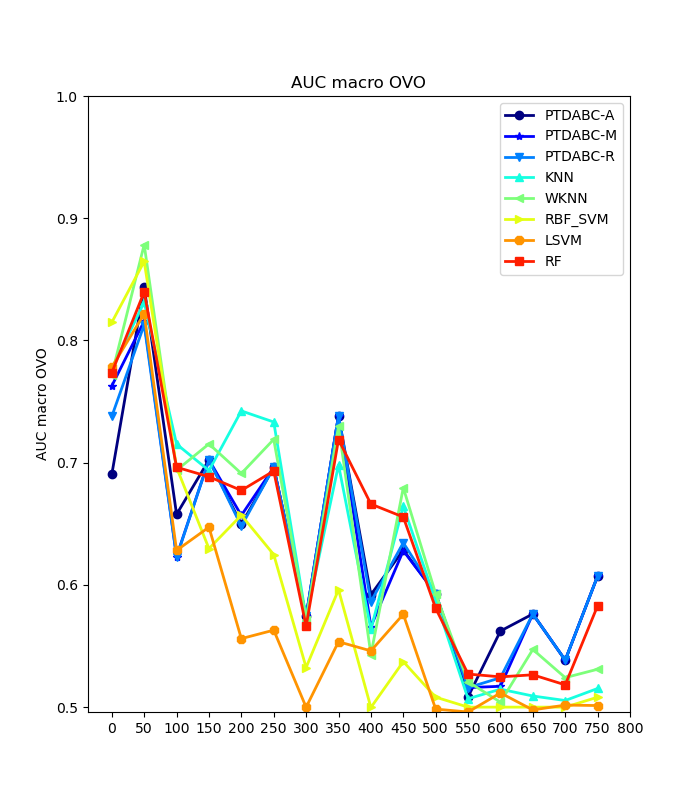 AUC macro OVO
1.0
0.9
0.8
0.7
0.6
0.5
AUC macro OVO
PTDABC-A
PTDABC-M
PTDABC-R
KNN
WKNN
RBF_SVM
LSVM
RF
0 50 100 150 200 250 300 350 400 450 500 550 600 650 700 750 800